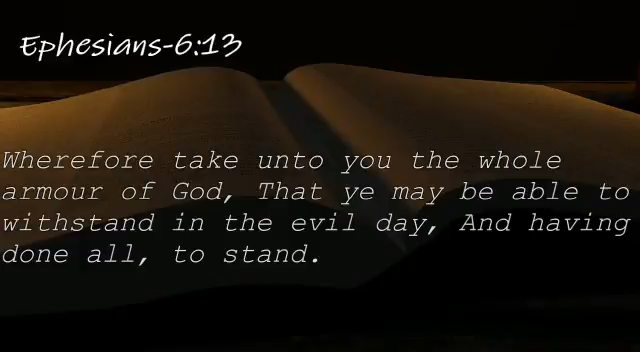 Ephesians-6:13
Wherefore take unto you the whole
armour of God, That ye may be able to
withstand in the evil day, And having
done all, to stand.